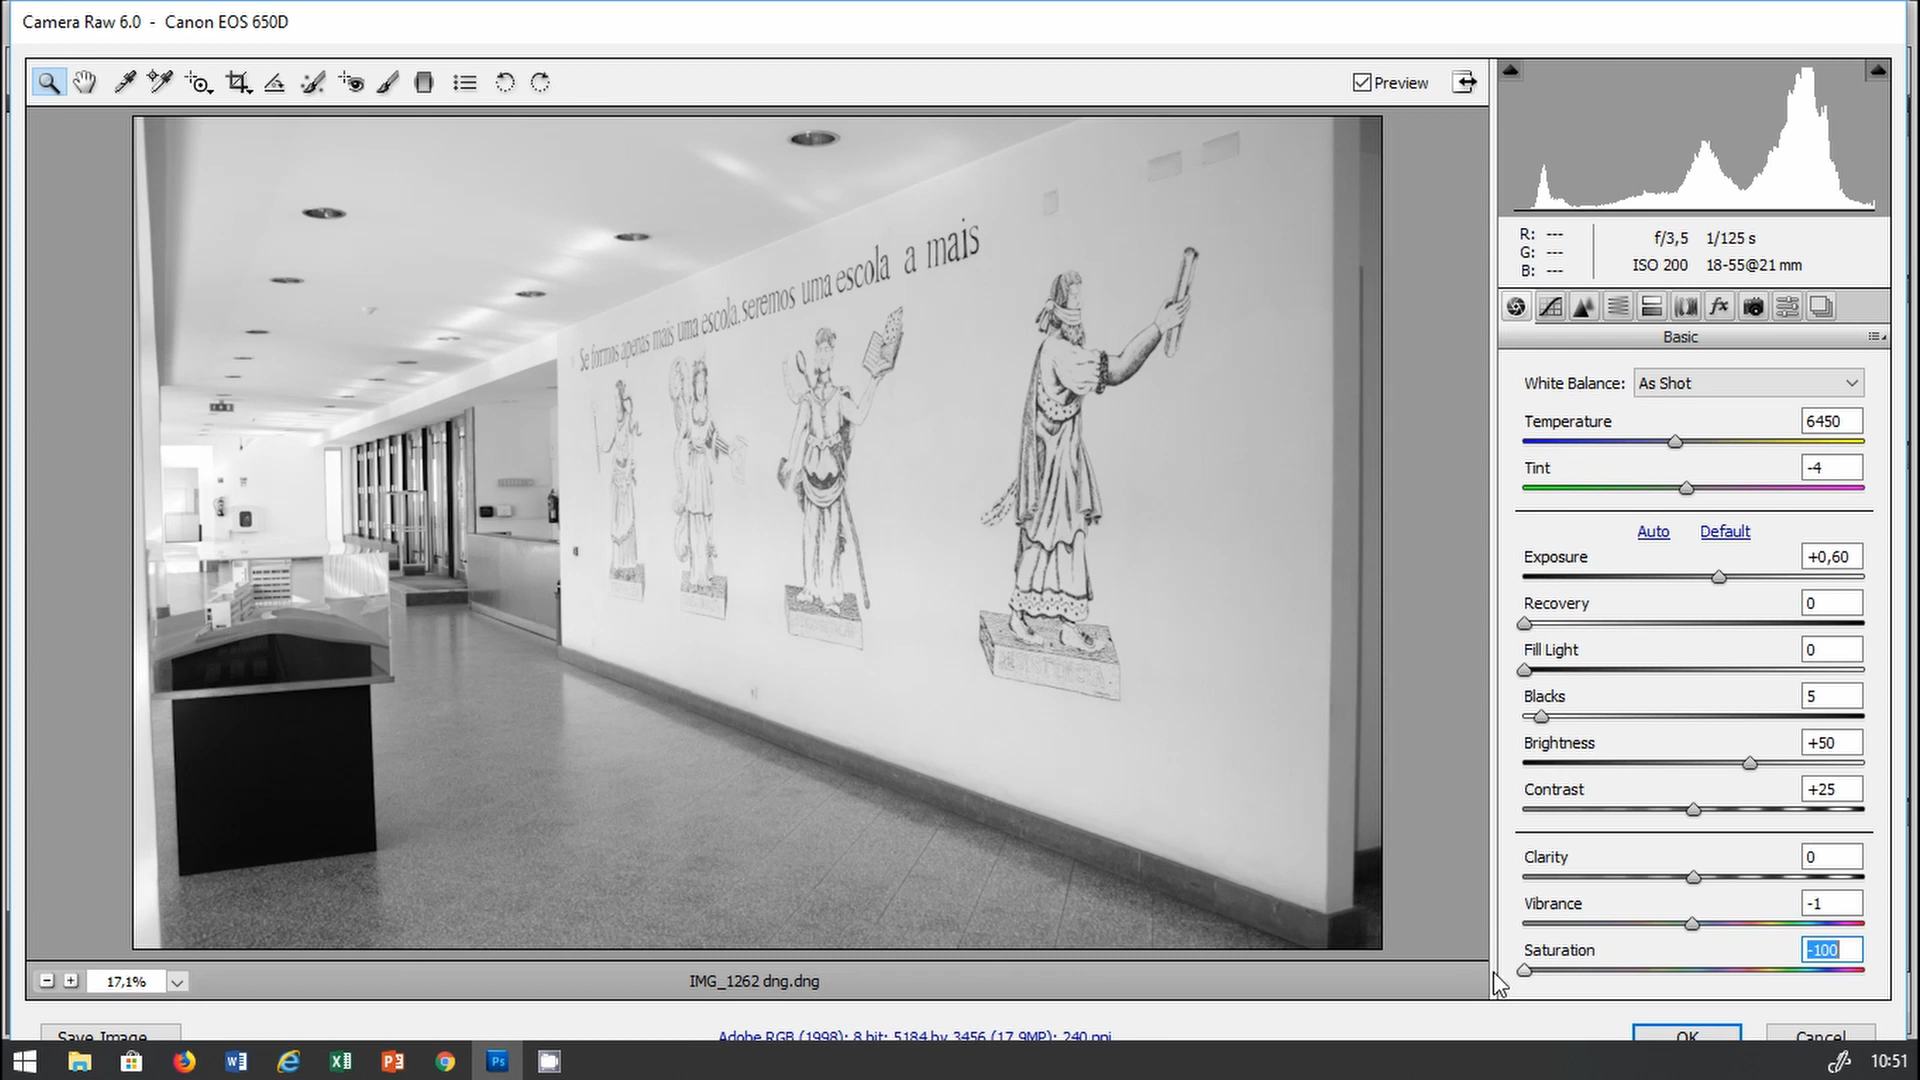 Camera Raw 6.0 - Canon EOS 650D
Preview
Se formos apenas mais uma escola. seremos uma escola a mais
R: ---
G: ---
B: ---
f/3,5 1/125 s
ISO 200 18-55@21 mm
fx
Basic
White Balance: As Shot
Temperature 6450
Tint -4
Auto Default
Exposure +0,60
Recovery 0
Fill Light 0
Blacks 5
Brightness +50
Contrast +25
Clarity 0
Vibrance -1
Saturation -100
17,1%
IMG_1262 dng.dng
Save Image...
Adobe RGB (1998); 8 bit; 5184 by 3456 (17,9MP); 240 ppi
OK
Cancel
Ps
10:51